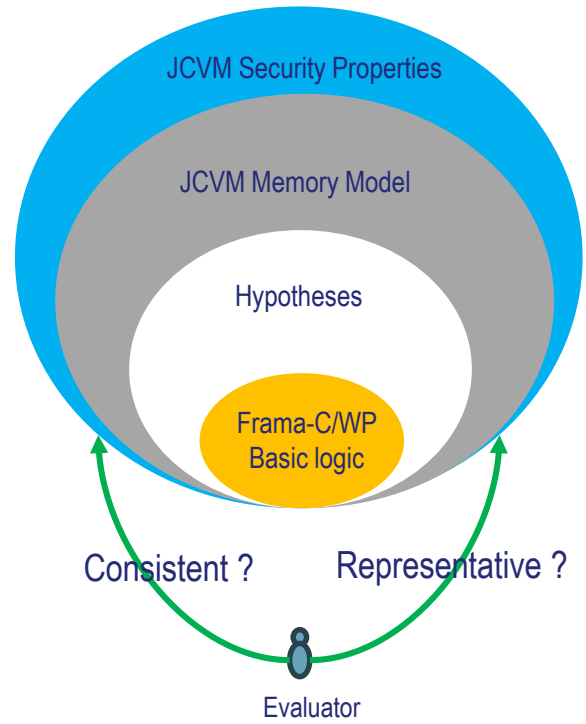 JCVM Security Properties
JCVM Memory Model
Hypotheses
Frama-C/WP
Basic logic
Consistent ?
Representative ?
Evaluator